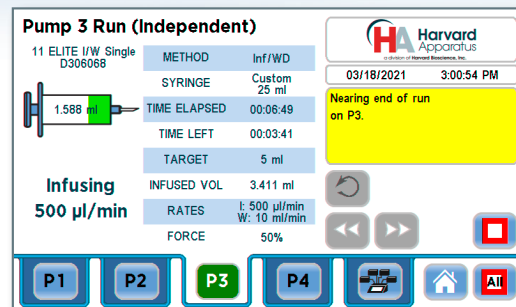 Pump 3 Run (Independent)
11 ELITE I/W Single
D306068
1.588 ml
Infusing
500 µl/min
METHOD Inf/WD
SYRINGE Custom 25 ml
TIME ELAPSED 00:06:49
TIME LEFT 00:03:41
TARGET 5 ml
INFUSED VOL 3.411 ml
RATES I: 500 µl/min W: 10 ml/min
FORCE 50%
HA Harvard
Apparatus
a division of Harvard Bioscience, Inc.
03/18/2021 3:00:54 PM
Nearing end of run
on P3.
P1 P2 P3 P4 All